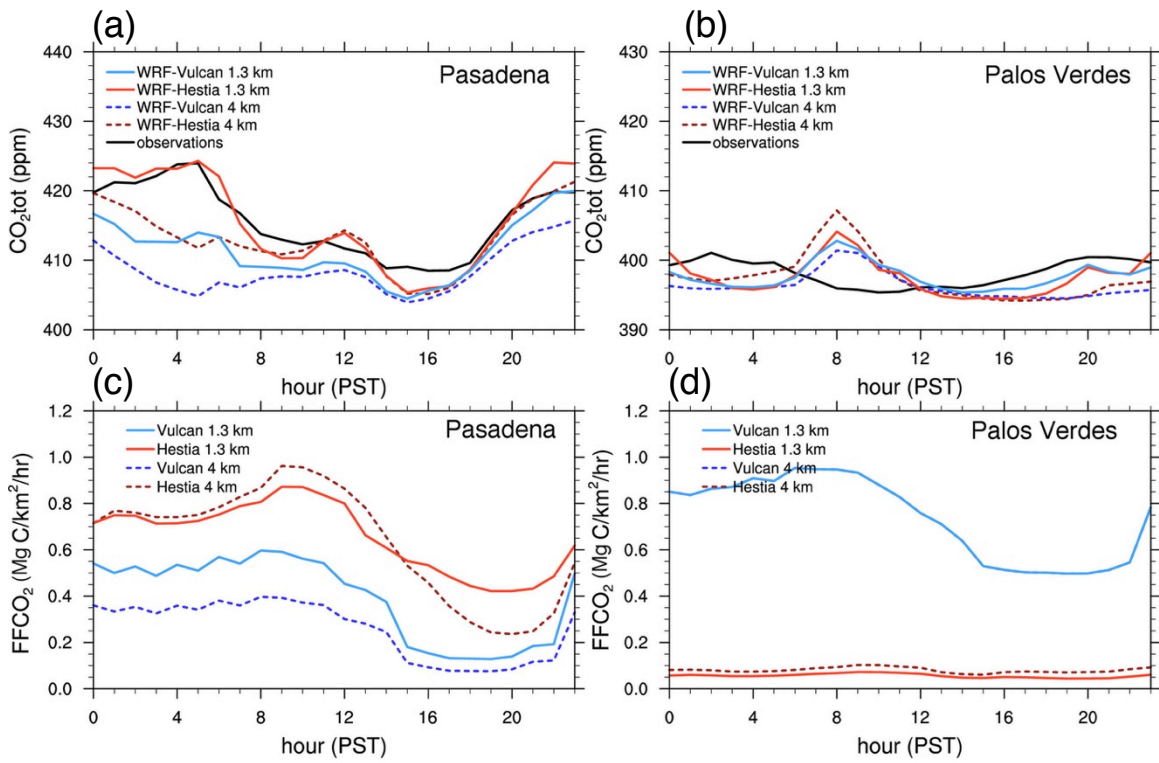 (a)
Pasadena
WRF-Vulcan 1.3 km
WRF-Hestia 1.3 km
WRF-Vulcan 4 km
WRF-Hestia 4 km
observations
CO₂tot (ppm)
440
430
420
410
400
0 4 8 12 16 20
hour (PST)
(b)
Palos Verdes
WRF-Vulcan 1.3 km
WRF-Hestia 1.3 km
WRF-Vulcan 4 km
WRF-Hestia 4 km
observations
CO₂tot (ppm)
430
420
410
400
390
0 4 8 12 16 20
hour (PST)
(c)
Pasadena
Vulcan 1.3 km
Hestia 1.3 km
Vulcan 4 km
Hestia 4 km
FFCO₂ (Mg C/km²/hr)
1.2
1.0
0.8
0.6
0.4
0.2
0.0
0 4 8 12 16 20
hour (PST)
(d)
Palos Verdes
Vulcan 1.3 km
Hestia 1.3 km
Vulcan 4 km
Hestia 4 km
FFCO₂ (Mg C/km²/hr)
1.2
1.0
0.8
0.6
0.4
0.2
0.0
0 4 8 12 16 20
hour (PST)